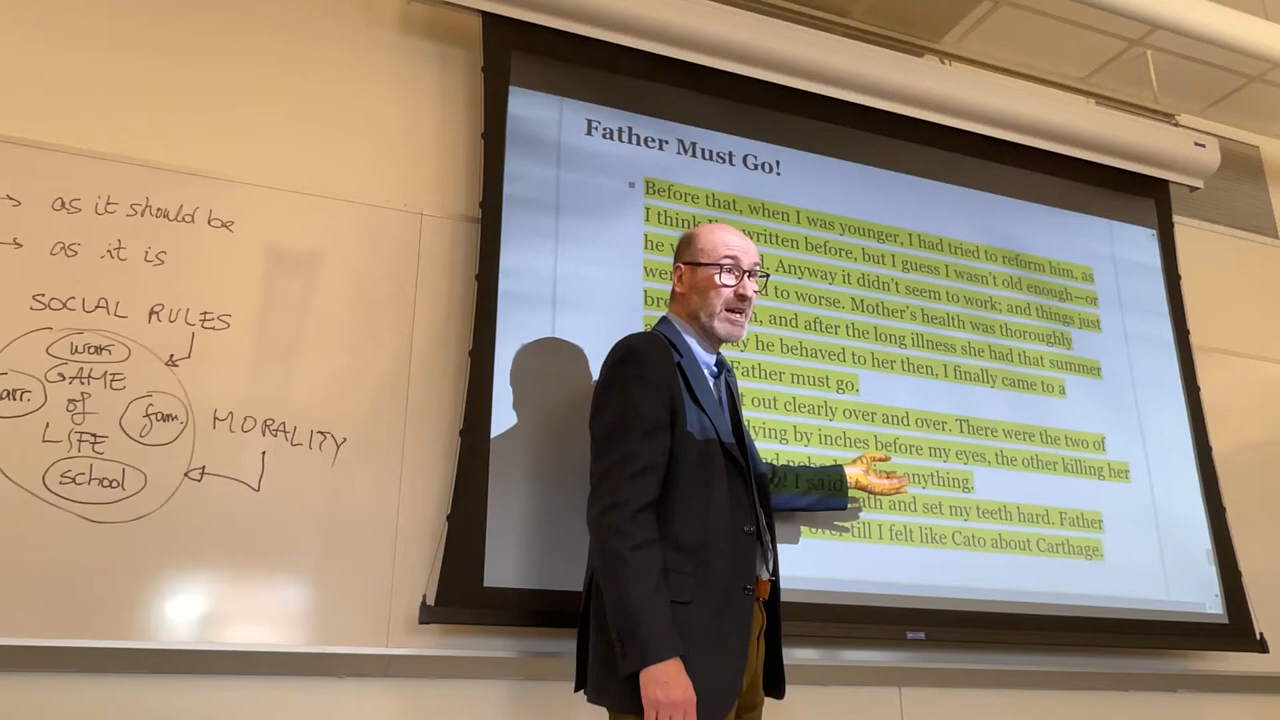 → as it should be
→ as it is
SOCIAL RULES
work
GAME
arr.
of
fam.
LIFE
school
MORALITY
Father Must Go!
Before that, when I was younger, I had tried to reform him, as
I think written before, but I guess I wasn't old enough—or
he Anyway it didn't seem to work; and things just
to worse. Mother's health was thoroughly
and after the long illness she had that summer
he behaved to her then, I finally came to a
Father must go.
out clearly over and over. There were the two of
dying by inches before my eyes, the other killing her
anything.
I said
and set my teeth hard. Father
over till I felt like Cato about Carthage.